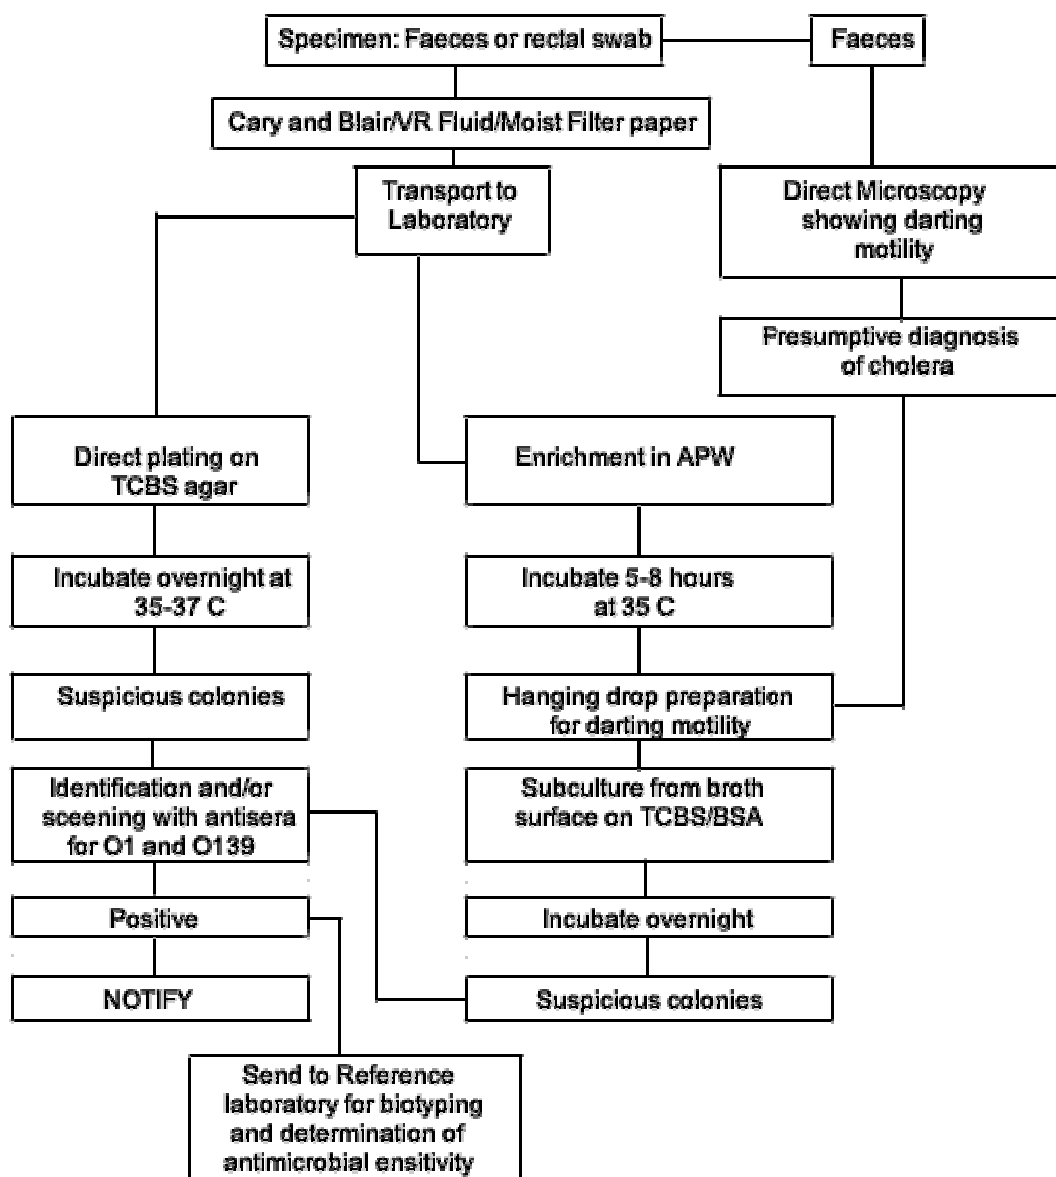 Specimen: Faeces or rectal swab
Faeces
Cary and Blair/VR Fluid/Moist Filter paper
Transport to
Laboratory
Direct Microscopy
showing darting
motility
Presumptive diagnosis
of cholera
Direct plating on
TCBS agar
Enrichment in APW
Incubate overnight at
35-37 C
Incubate 5-8 hours
at 35 C
Suspicious colonies
Hanging drop preparation
for darting motility
Identification and/or
sceening with antisera
for O1 and O139
Subculture from broth
surface on TCBS/BSA
Positive
Incubate overnight
NOTIFY
Suspicious colonies
Send to Reference
laboratory for biotyping
and determination of
antimicrobial ensitivity